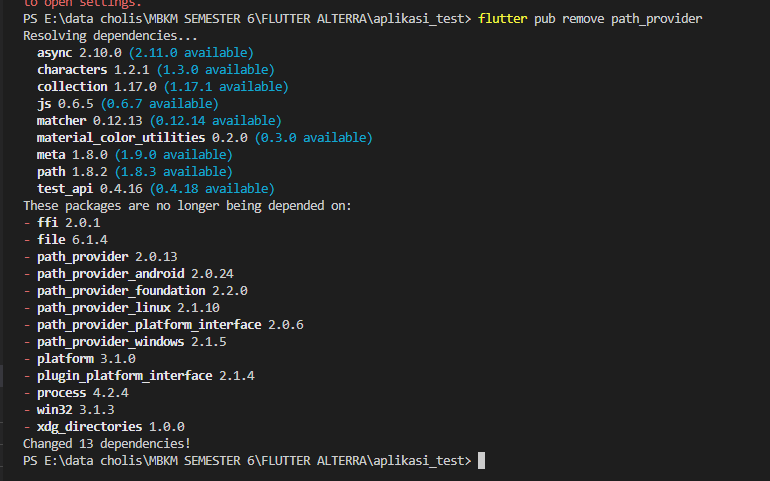 to open settings.
PS E:\data cholis\MBKM SEMESTER 6\FLUTTER ALTERRA\aplikasi_test> flutter pub remove path_provider
Resolving dependencies...
async 2.10.0 (2.11.0 available)
characters 1.2.1 (1.3.0 available)
collection 1.17.0 (1.17.1 available)
js 0.6.5 (0.6.7 available)
matcher 0.12.13 (0.12.14 available)
material_color_utilities 0.2.0 (0.3.0 available)
meta 1.8.0 (1.9.0 available)
path 1.8.2 (1.8.3 available)
test_api 0.4.16 (0.4.18 available)
These packages are no longer being depended on:
- ffi 2.0.1
- file 6.1.4
- path_provider 2.0.13
- path_provider_android 2.0.24
- path_provider_foundation 2.2.0
- path_provider_linux 2.1.10
- path_provider_platform_interface 2.0.6
- path_provider_windows 2.1.5
- platform 3.1.0
- plugin_platform_interface 2.1.4
- process 4.2.4
- win32 3.1.3
- xdg_directories 1.0.0
Changed 13 dependencies!
PS E:\data cholis\MBKM SEMESTER 6\FLUTTER ALTERRA\aplikasi_test>